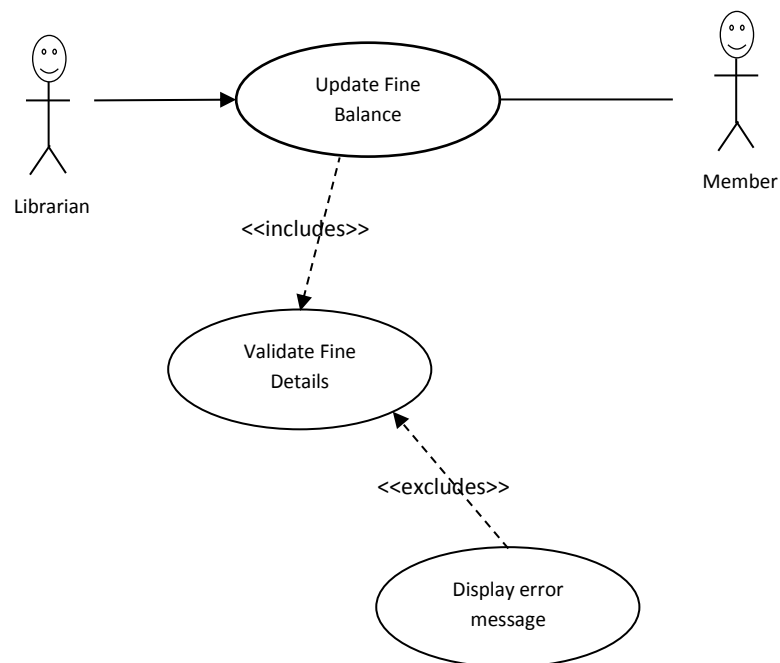 Update Fine
Balance
Member
Librarian
<<includes>>
Validate Fine
Details
<<excludes>>
Display error
message